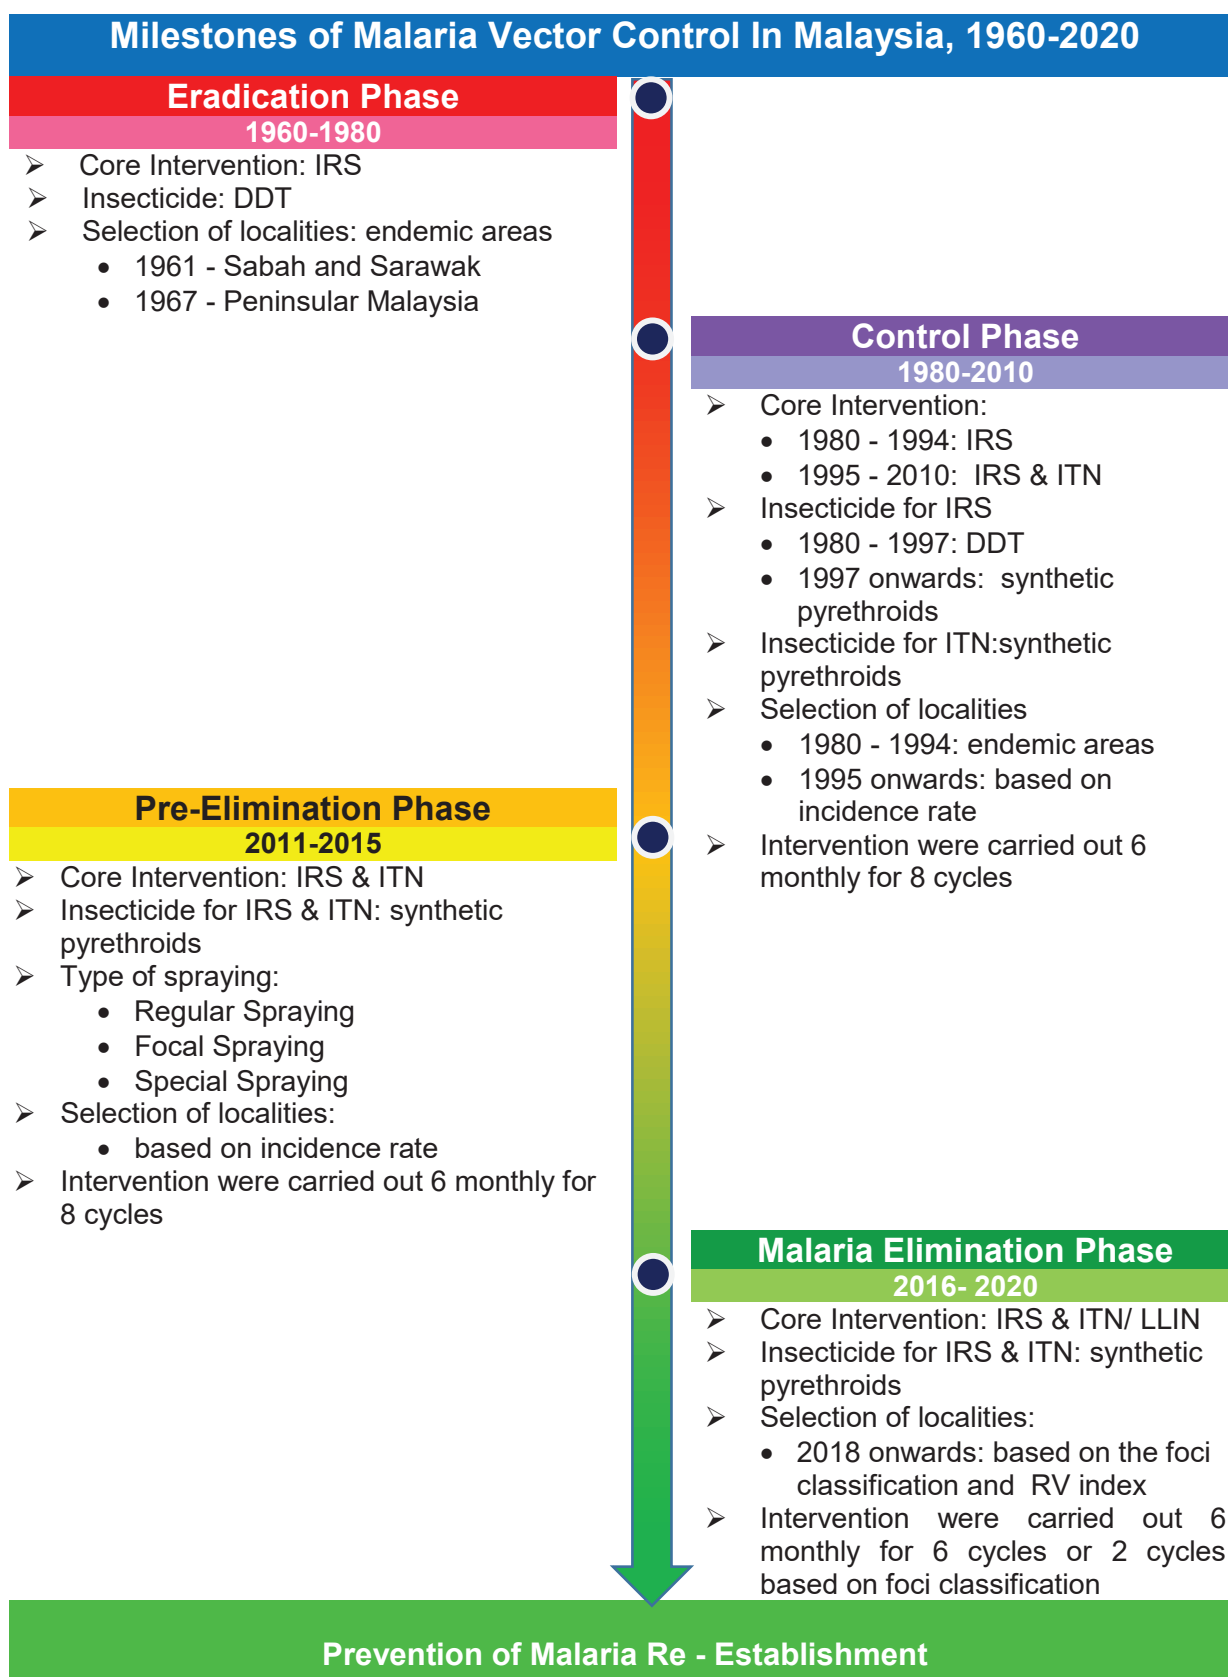 Milestones of Malaria Vector Control In Malaysia, 1960-2020
Eradication Phase
1960-1980
➢ Core Intervention: IRS
➢ Insecticide: DDT
➢ Selection of localities: endemic areas
• 1961 - Sabah and Sarawak
• 1967 - Peninsular Malaysia
Control Phase
1980-2010
➢ Core Intervention:
• 1980 - 1994: IRS
• 1995 - 2010: IRS & ITN
➢ Insecticide for IRS
• 1980 - 1997: DDT
• 1997 onwards: synthetic
pyrethroids
➢ Insecticide for ITN:synthetic
pyrethroids
➢ Selection of localities
• 1980 - 1994: endemic areas
• 1995 onwards: based on
incidence rate
➢ Intervention were carried out 6
monthly for 8 cycles
Pre-Elimination Phase
2011-2015
➢ Core Intervention: IRS & ITN
➢ Insecticide for IRS & ITN: synthetic
pyrethroids
➢ Type of spraying:
• Regular Spraying
• Focal Spraying
• Special Spraying
➢ Selection of localities:
• based on incidence rate
➢ Intervention were carried out 6 monthly for
8 cycles
Malaria Elimination Phase
2016- 2020
➢ Core Intervention: IRS & ITN/ LLIN
➢ Insecticide for IRS & ITN: synthetic
pyrethroids
➢ Selection of localities:
• 2018 onwards: based on the foci
classification and RV index
➢ Intervention were carried out 6
monthly for 6 cycles or 2 cycles
based on foci classification
Prevention of Malaria Re - Establishment